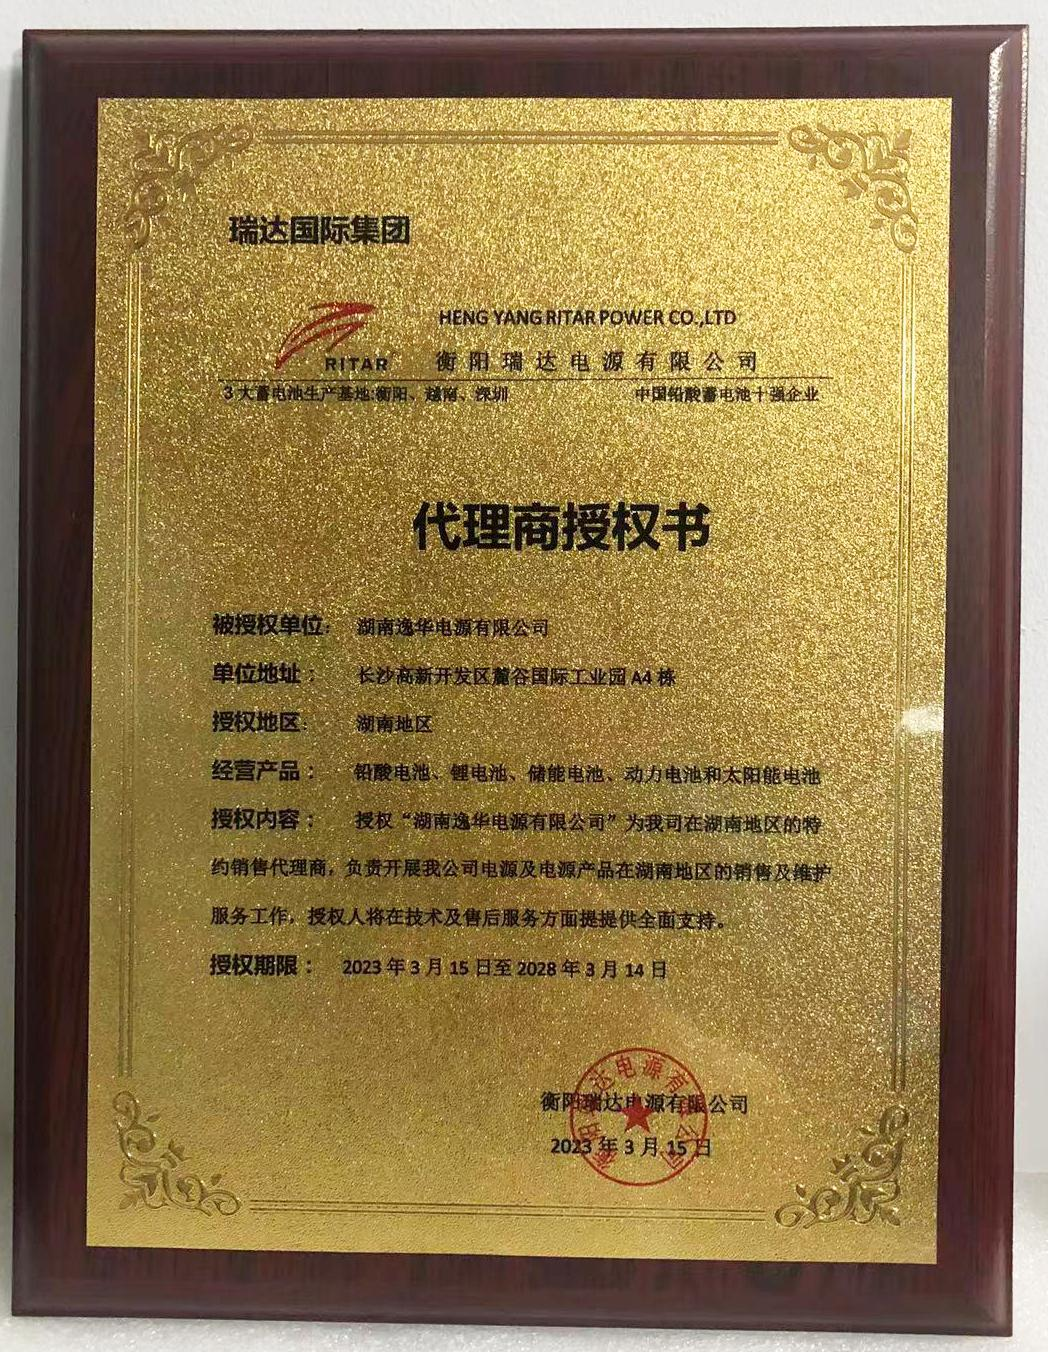 瑞达国际集团
HENG YANG RITAR POWER CO.,LTD
RITAR
衡阳瑞达电源有限公司
3大蓄电池生产基地:衡阳、越南、深圳
中国铅酸蓄电池十强企业
代理商授权书
被授权单位: 湖南逸华电源有限公司
单位地址: 长沙高新开发区麓谷国际工业园A4栋
授权地区: 湖南地区
经营产品: 铅酸电池、锂电池、储能电池、动力电池和太阳能电池
授权内容: 授权“湖南逸华电源有限公司”为我司在湖南地区的特
约销售代理商,负责开展我公司电源及电源产品在湖南地区的销售及维护
服务工作,授权人将在技术及售后服务方面提提供全面支持。
授权期限: 2023年3月15日至2028年3月14日
衡阳瑞达电源有限公司
2023年3月15日
衡阳瑞达电源有限公司